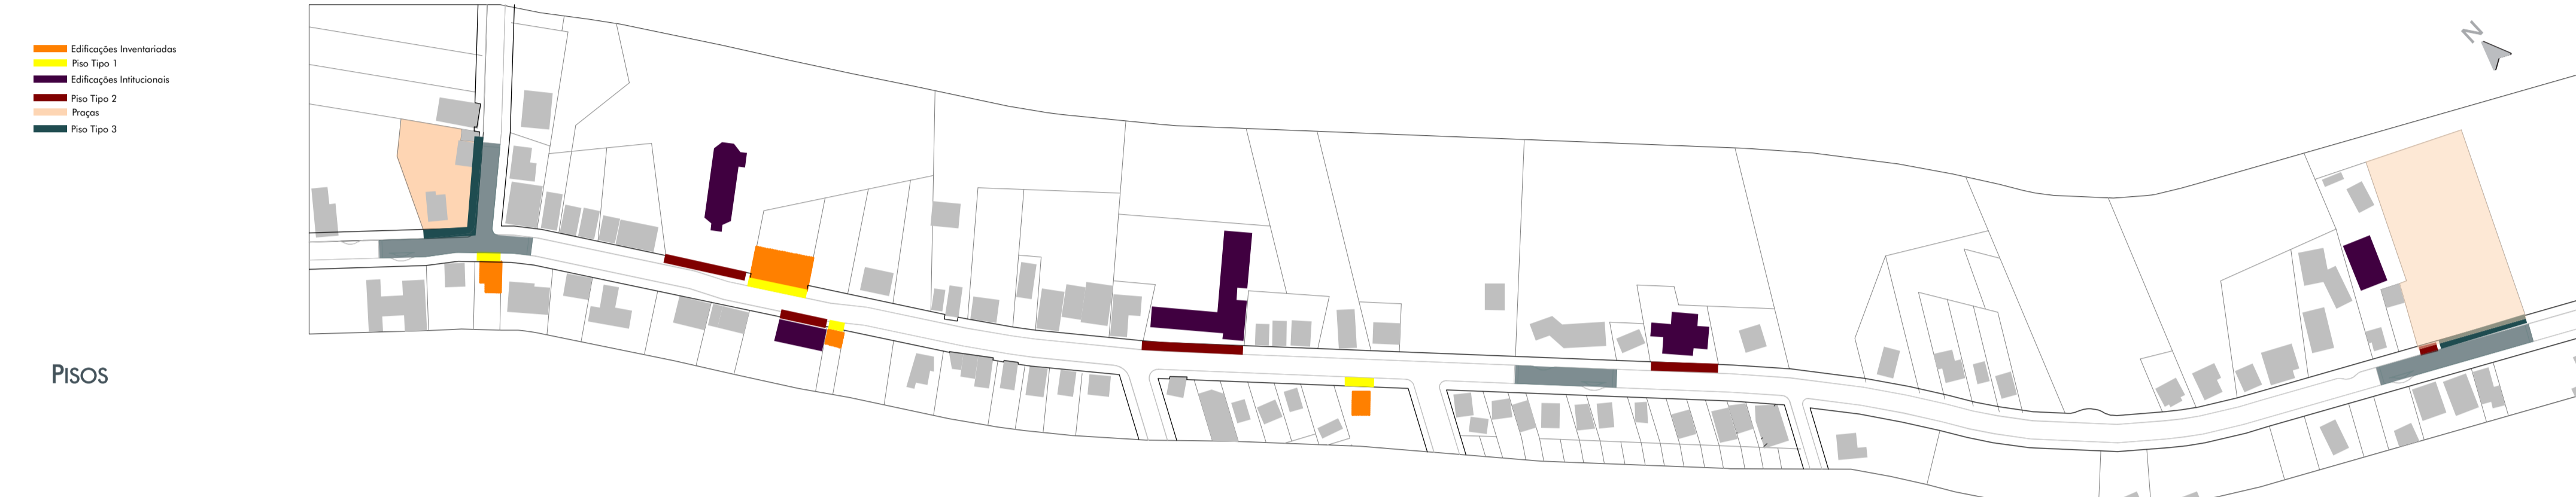 Edificações Inventariadas
Piso Tipo 1
Edificações Intitucionais
Piso Tipo 2
Praças
Piso Tipo 3
N
PISOS